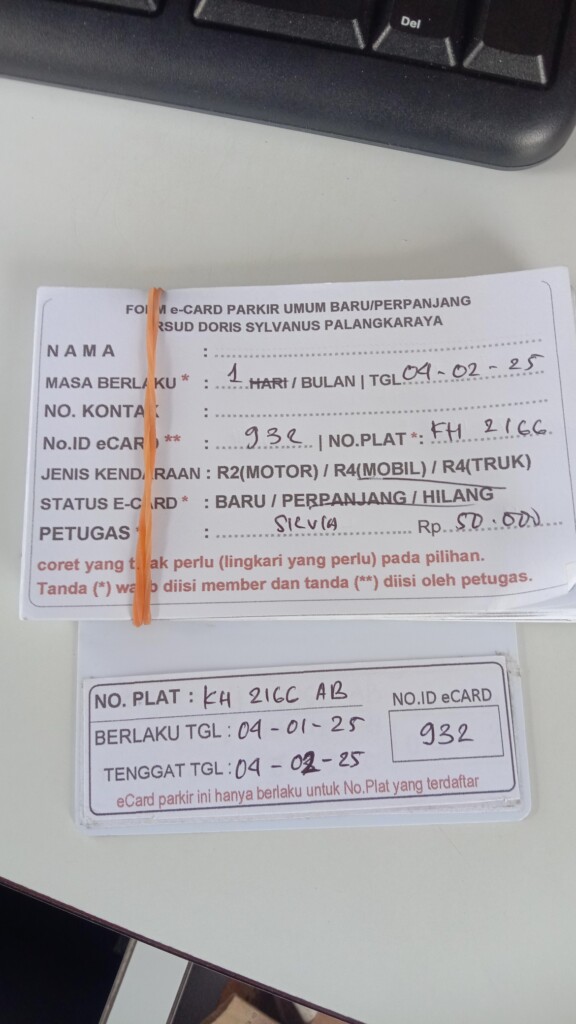 Del
FORM e-CARD PARKIR UMUM BARU/PERPANJANG
RSUD DORIS SYLVANUS PALANGKARAYA
NAMA :
MASA BERLAKU * : 1 HARI / BULAN | TGL 04-02-25
NO. KONTAK :
No.ID eCARD ** : 932 | NO.PLAT *: KH 2166
JENIS KENDARAAN : R2(MOTOR) / R4(MOBIL) / R4(TRUK)
STATUS E-CARD * : BARU / PERPANJANG / HILANG
PETUGAS : SILVIA Rp. 50.000
coret yang tidak perlu (lingkari yang perlu) pada pilihan.
Tanda (*) wajib diisi member dan tanda (**) diisi oleh petugas.
NO. PLAT : KH 216C AB
BERLAKU TGL : 04-01-25
TENGGAT TGL : 04-02-25
NO.ID eCARD
932
eCard parkir ini hanya berlaku untuk No.Plat yang terdaftar